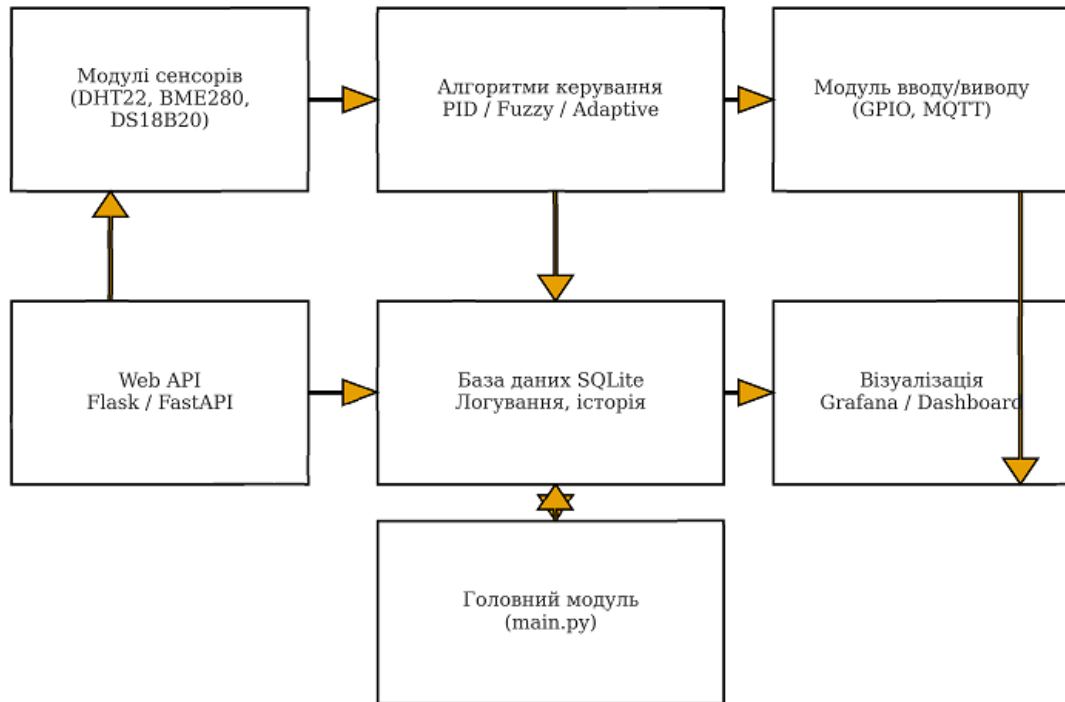 Модулі сенсорів
(DHT22, BME280,
DS18B20)
Алгоритми керування
PID / Fuzzy / Adaptive
Модуль вводу/виводу
(GPIO, MQTT)
Web API
Flask / FastAPI
База даних SQLite
Логування, історія
Візуалізація
Grafana / Dashboard
Головний модуль
(main.py)